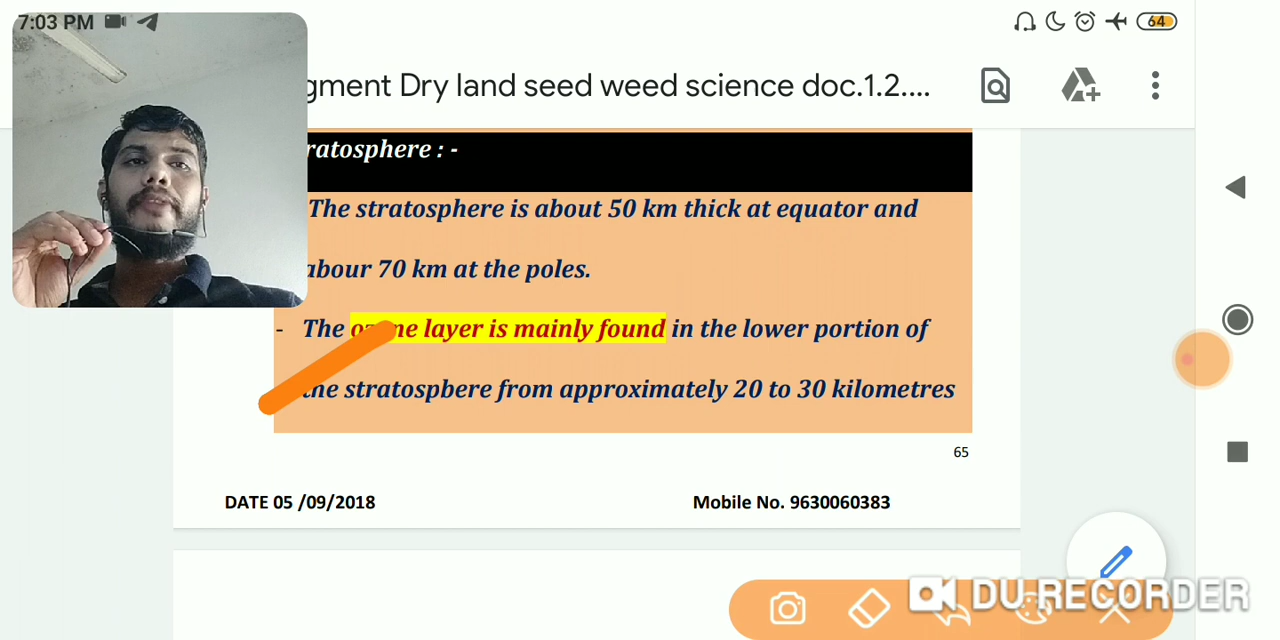 7:03 PM
64
gment Dry land seed weed science doc.1.2....
ratosphere : -
The stratosphere is about 50 km thick at equator and
abour 70 km at the poles.
- The ozone layer is mainly found in the lower portion of
the stratospbere from approximately 20 to 30 kilometres
65
DATE 05 /09/2018
Mobile No. 9630060383
DU RECORDER